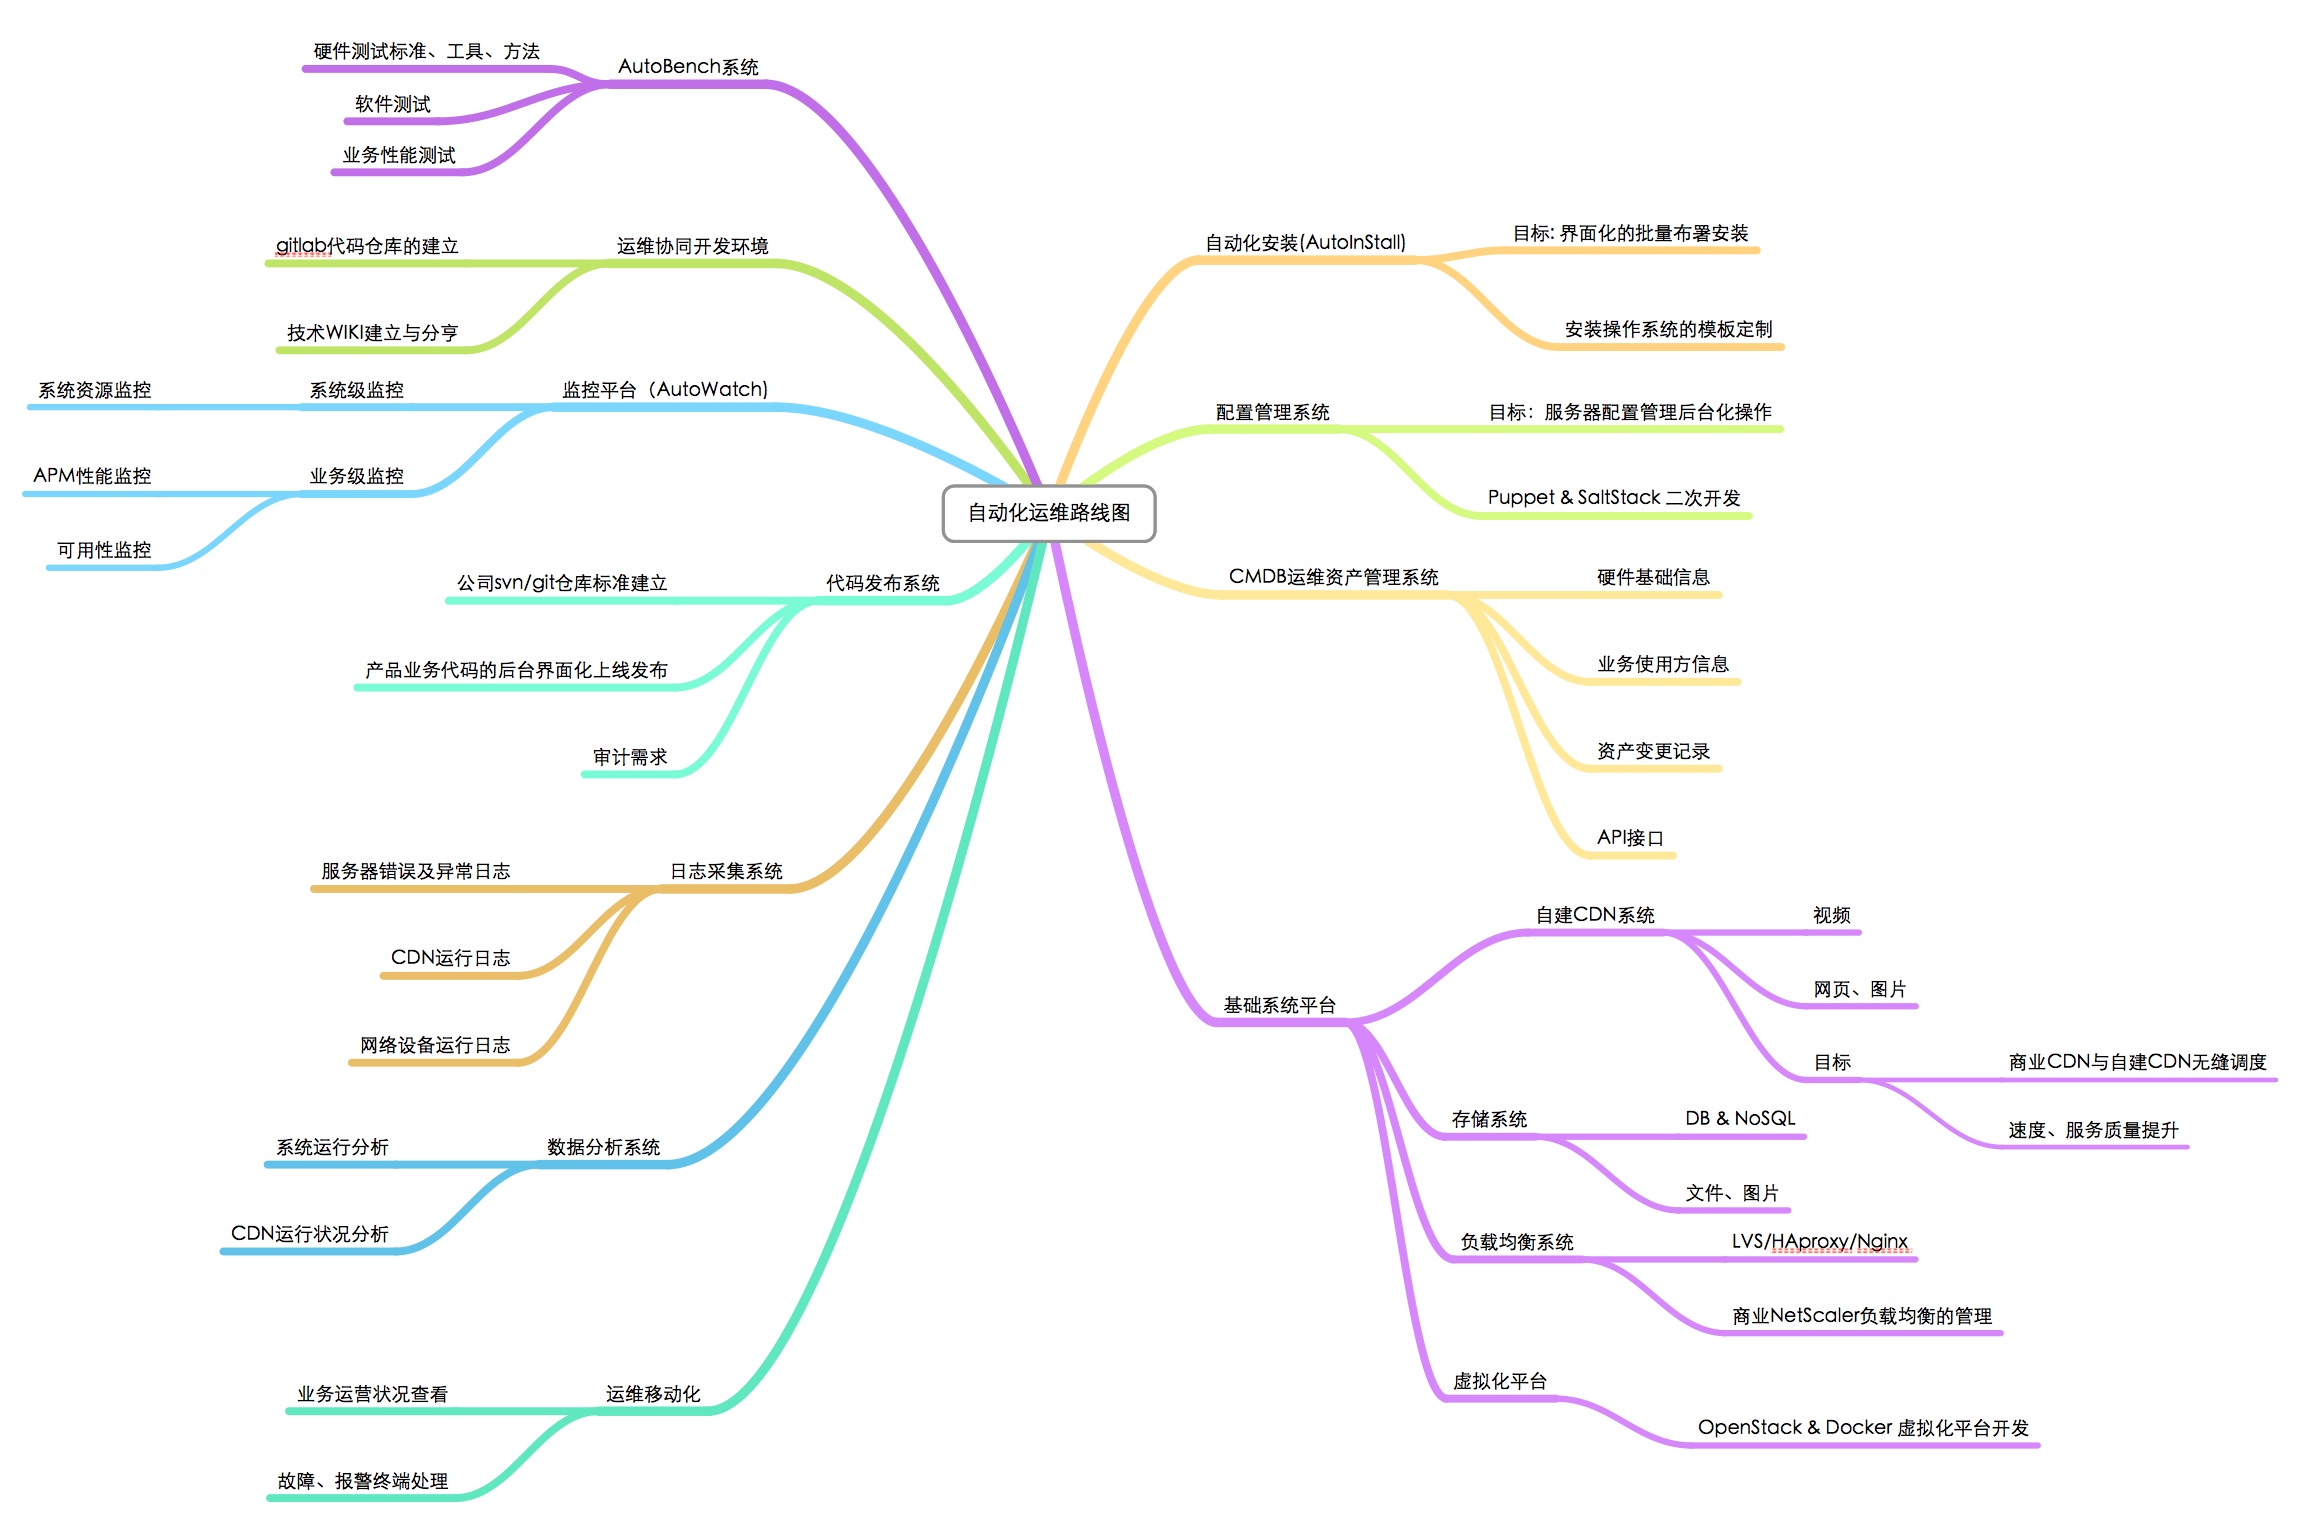 自动化运维路线图
AutoBench系统
硬件测试标准、工具、方法
软件测试
业务性能测试
运维协同开发环境
gitlab代码仓库的建立
技术WIKI建立与分享
监控平台（AutoWatch)
系统级监控
系统资源监控
业务级监控
APM性能监控
可用性监控
代码发布系统
公司svn/git仓库标准建立
产品业务代码的后台界面化上线发布
审计需求
日志采集系统
服务器错误及异常日志
CDN运行日志
网络设备运行日志
数据分析系统
系统运行分析
CDN运行状况分析
运维移动化
业务运营状况查看
故障、报警终端处理
自动化安装(AutoInStall)
目标: 界面化的批量布署安装
安装操作系统的模板定制
配置管理系统
目标：服务器配置管理后台化操作
Puppet & SaltStack 二次开发
CMDB运维资产管理系统
硬件基础信息
业务使用方信息
资产变更记录
API接口
基础系统平台
自建CDN系统
视频
网页、图片
目标
商业CDN与自建CDN无缝调度
速度、服务质量提升
存储系统
DB & NoSQL
文件、图片
负载均衡系统
LVS/HAproxy/Nginx
商业NetScaler负载均衡的管理
虚拟化平台
OpenStack & Docker 虚拟化平台开发